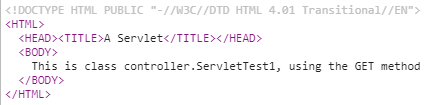 <!DOCTYPE HTML PUBLIC "-//W3C//DTD HTML 4.01 Transitional//EN">
<HTML>
  <HEAD><TITLE>A Servlet</TITLE></HEAD>
  <BODY>
    This is class controller.ServletTest1, using the GET method
  </BODY>
</HTML>